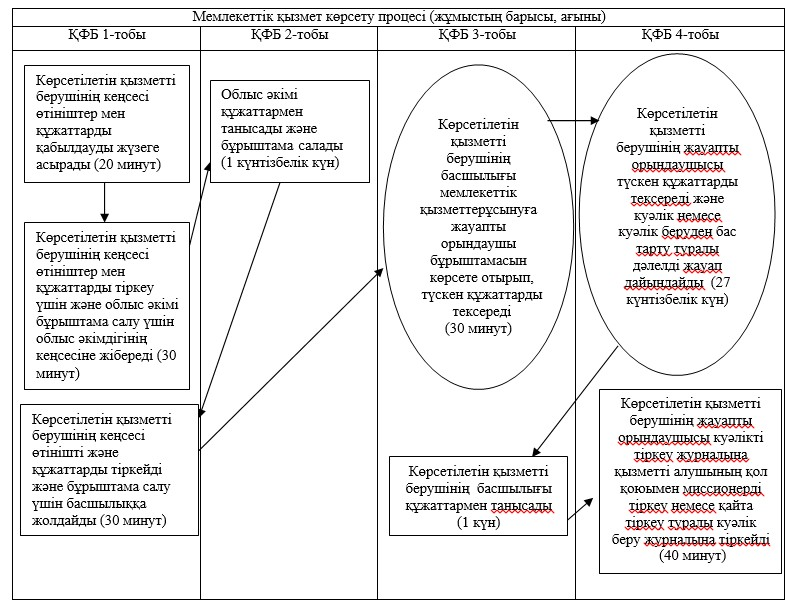 Мемлекеттік қызмет көрсету процесі (жұмыстың барысы, ағыны)
ҚФБ 1-тобы
ҚФБ 2-тобы
ҚФБ 3-тобы
ҚФБ 4-тобы
Көрсетілетін қызметті
берушінің кеңсесі
өтініштер мен
құжаттарды
қабылдауды жүзеге
асырады (20 минут)
Көрсетілетін қызметті
берушінің кеңсесі
өтініштер мен
құжаттарды тіркеу
үшін және облыс әкімі
бұрыштама салу үшін
облыс әкімдігінің
кеңсесіне жібереді (30
минут)
Көрсетілетін қызметті
берушінің кеңсесі
өтінішті және
құжаттарды тіркейді
және бұрыштама салу
үшін басшылыққа
жолдайды (30 минут)
Облыс әкімі
құжаттармен
танысады және
бұрыштама салады
(1 күнтізбелік күн)
Көрсетілетін
қызметті
берушінің
басшылығы
мемлекеттік
қызметтерұсынуға
жауапты
орындаушы
бұрыштамасын
көрсете отырып,
түскен құжаттарды
тексереді
(30 минут)
Көрсетілетін қызметті
берушінің  басшылығы
құжаттармен танысады
(1 күн)
Көрсетілетін
қызметті
берушінің жауапты
орындаушысы
түскен құжаттарды
тексереді және
куәлік немесе
куәлік беруден бас
тарту туралы
дәлелді жауап
дайындайды  (27
күнтізбелік күн)
Көрсетілетін қызметті
берушінің жауапты
орындаушысы куәлікті
тіркеу журналына
қызметті алушының қол
қоюымен миссионерді
тіркеу немесе қайта
тіркеу туралы куәлік
беру журналына тіркейді
(40 минут)